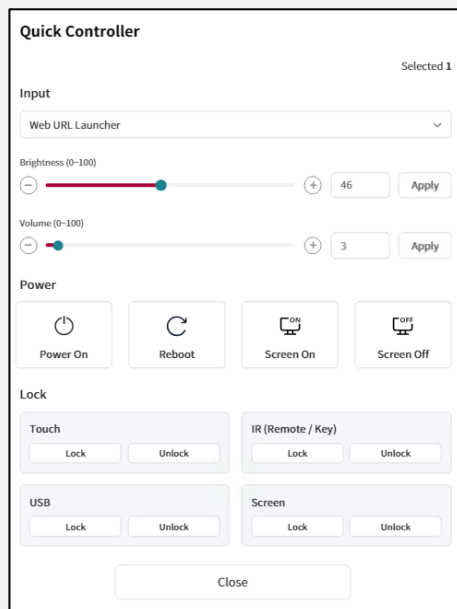 Quick Controller
Selected 1
Input
Web URL Launcher
Brightness (0~100)
46 Apply
Volume (0~100)
3 Apply
Power
ON OFF
Power On Reboot Screen On Screen Off
Lock
Touch IR (Remote / Key)
Lock Unlock Lock Unlock
USB Screen
Lock Unlock Lock Unlock
Close